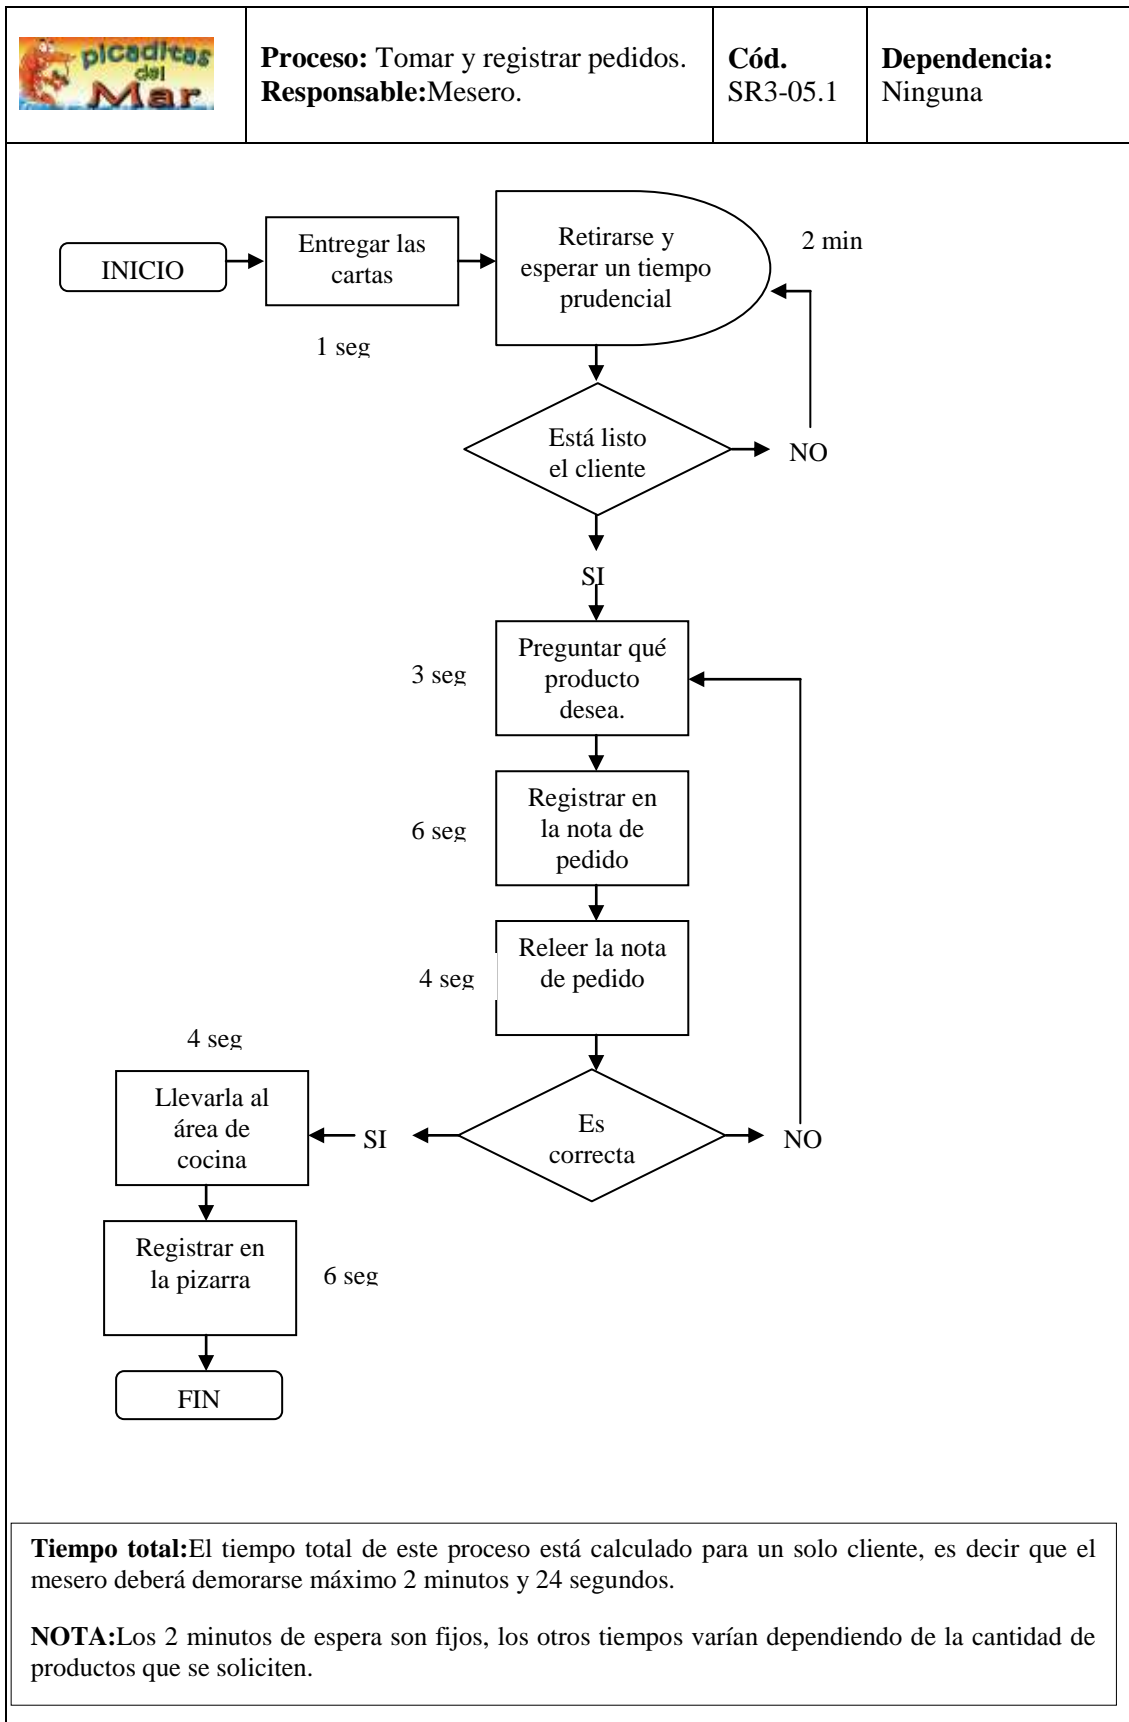 picaditas
del
Mar
Proceso: Tomar y registrar pedidos.
Responsable:Mesero.
Cód.
SR3-05.1
Dependencia:
Ninguna
INICIO
Entregar las
cartas
1 seg
Retirarse y
esperar un tiempo
prudencial
2 min
Está listo
el cliente
NO
SI
Preguntar qué
producto
desea.
3 seg
Registrar en
la nota de
pedido
6 seg
Releer la nota
de pedido
4 seg
Es
correcta
NO
SI
4 seg
Llevarla al
área de
cocina
Registrar en
la pizarra
6 seg
FIN
Tiempo total:El tiempo total de este proceso está calculado para un solo cliente, es decir que el
mesero deberá demorarse máximo 2 minutos y 24 segundos.
NOTA:Los 2 minutos de espera son fijos, los otros tiempos varían dependiendo de la cantidad de
productos que se soliciten.